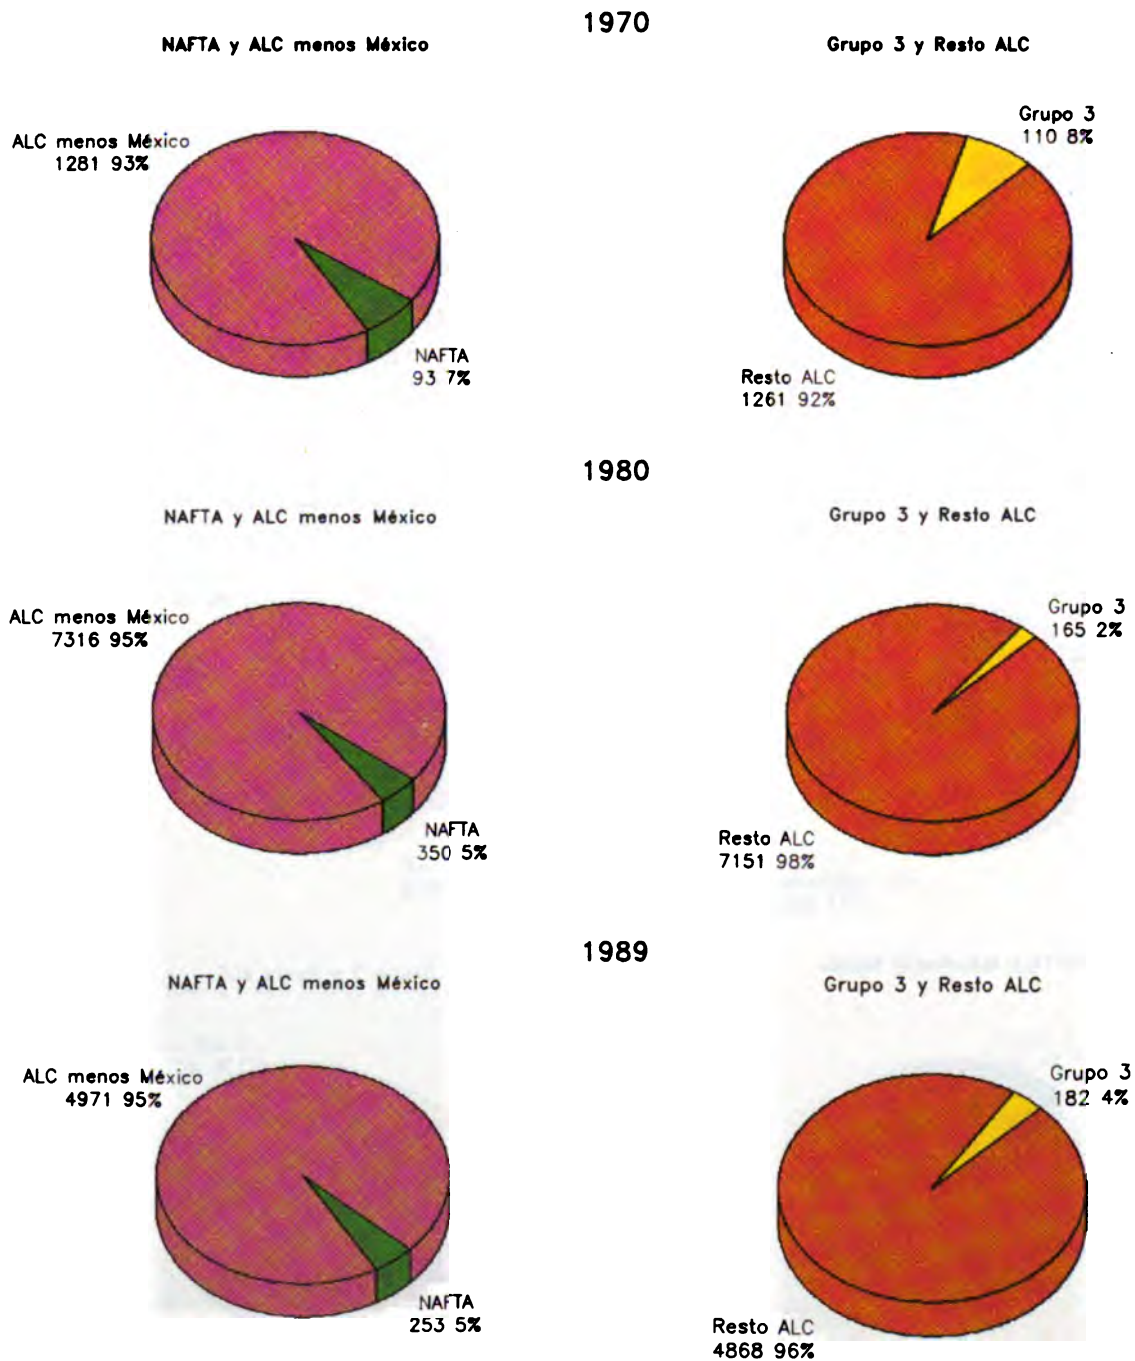 1970
NAFTA y ALC menos México
Grupo 3 y Resto ALC
ALC menos México
1281 93%
NAFTA
93 7%
Grupo 3
110 8%
Resto ALC
1261 92%
1980
NAFTA y ALC menos México
Grupo 3 y Resto ALC
ALC menos México
7316 95%
NAFTA
350 5%
Grupo 3
165 2%
Resto ALC
7151 98%
1989
NAFTA y ALC menos México
Grupo 3 y Resto ALC
ALC menos México
4971 95%
NAFTA
253 5%
Grupo 3
182 4%
Resto ALC
4868 96%